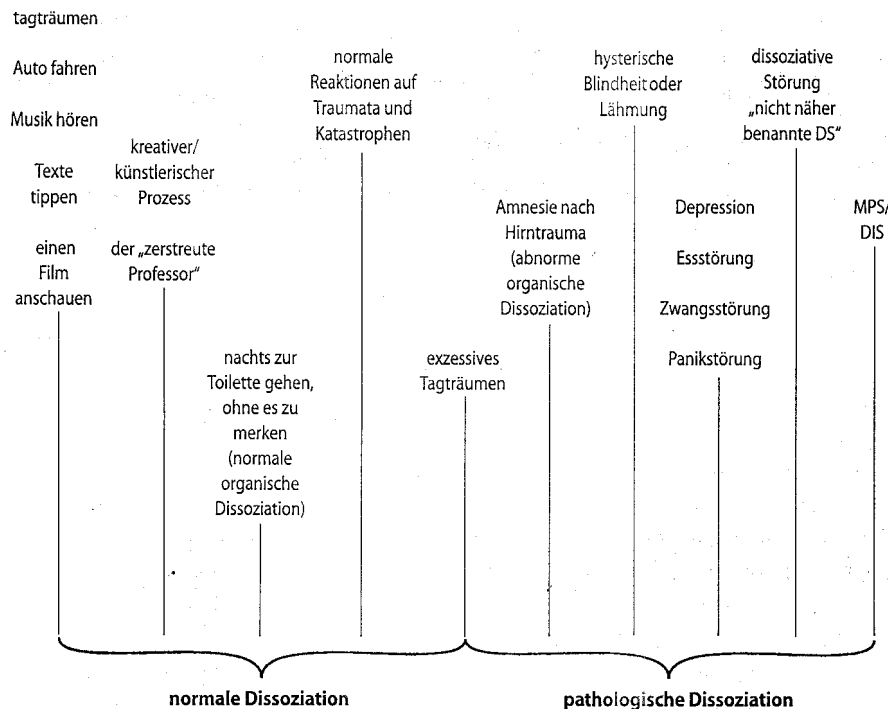 tagträumen
Auto fahren
Musik hören
Texte
tippen
einen
Film
anschauen
kreativer/
künstlerischer
Prozess
der „zerstreute
Professor“
nachts zur
Toilette gehen,
ohne es zu
merken
(normale
organische
Dissoziation)
normale
Reaktionen auf
Traumata und
Katastrophen
exzessives
Tagträumen
Amnesie nach
Hirntrauma
(abnorme
organische
Dissoziation)
hysterische
Blindheit oder
Lähmung
Depression
Essstörung
Zwangsstörung
Panikstörung
dissoziative
Störung
„nicht näher
benannte DS“
MPS/
DIS
normale Dissoziation
pathologische Dissoziation